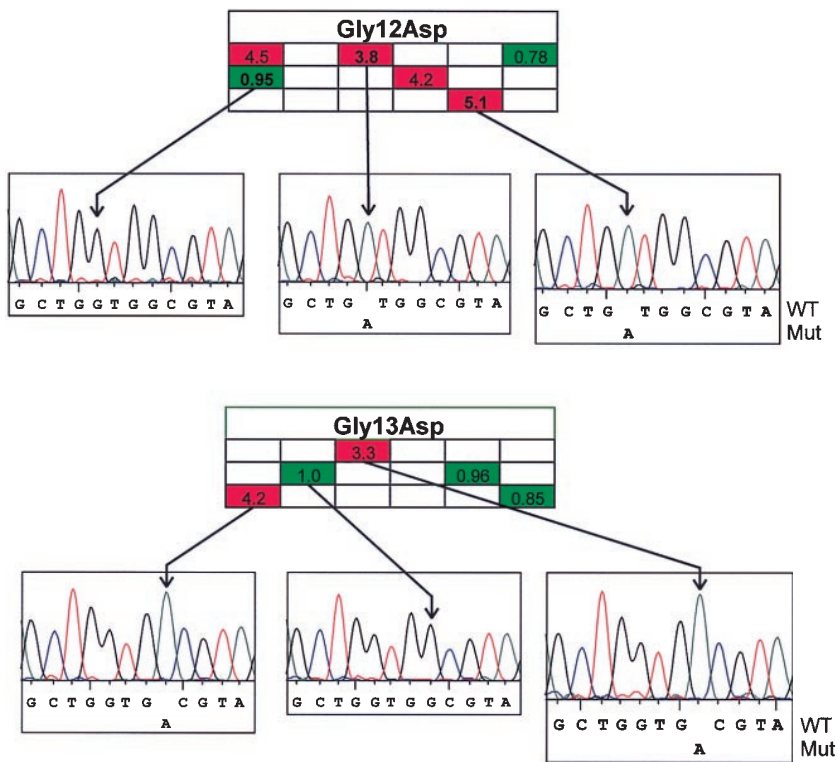 Gly12Asp
4.5 3.8 0.78
0.95 4.2
5.1
G C T G G T G G C G T A
G C T G T G G C G T A
A
G C T G T G G C G T A WT
A Mut
Gly13Asp
3.3
1.0 0.96
4.2 0.85
G C T G G T G C G T A
A
G C T G G T G G C G T A
G C T G G T G C G T A WT
A Mut